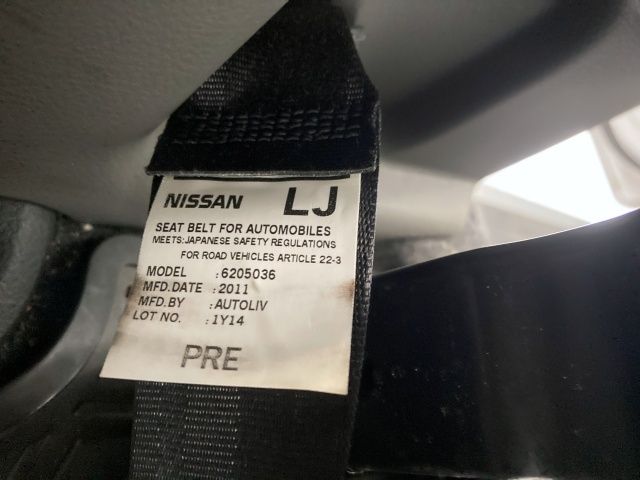 NISSAN LJ
SEAT BELT FOR AUTOMOBILES
MEETS:JAPANESE SAFETY REGULATIONS
FOR ROAD VEHICLES ARTICLE 22-3
MODEL :6205036
MFD.DATE :2011
MFD.BY :AUTOLIV
LOT NO. :1Y14
PRE